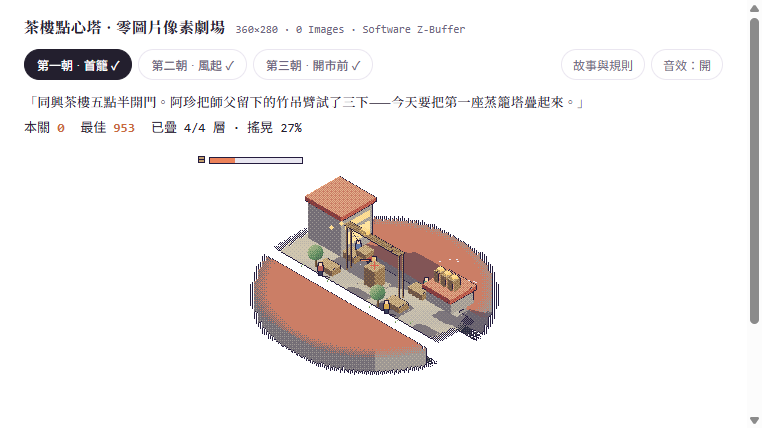 茶樓點心塔·零圖片像素劇場 360×280 · 0 Images · Software Z-Buffer
第一朝·首籠 ✓ 第二朝·風起 ✓ 第三朝·開市前 ✓ 故事與規則 音效：開
「同興茶樓五點半開門。阿珍把師父留下的竹吊臂試了三下——今天要把第一座蒸籠塔疊起來。」
本關 0 最佳 953 已疊 4/4 層 · 搖晃 27%